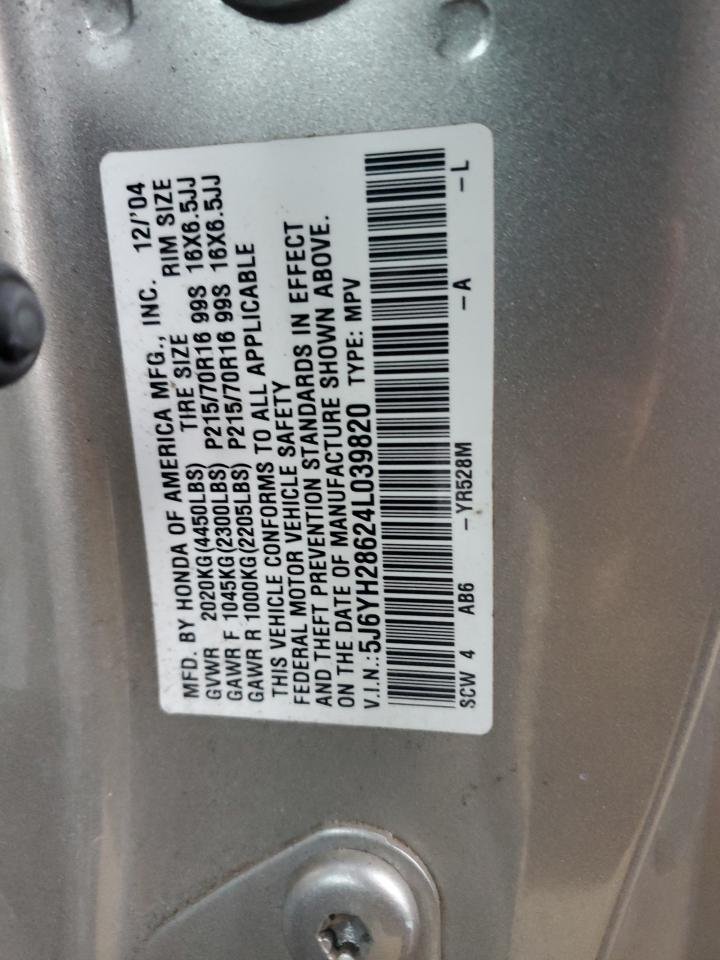 MFD. BY HONDA OF AMERICA MFG., INC. 12/'04
GVWR 2020KG(4450LBS) TIRE SIZE RIM SIZE
GAWR F 1045KG(2300LBS) P215/70R16 99S 16X6.5JJ
GAWR R 1000KG(2205LBS) P215/70R16 99S 16X6.5JJ
THIS VEHICLE CONFORMS TO ALL APPLICABLE
FEDERAL MOTOR VEHICLE SAFETY
AND THEFT PREVENTION STANDARDS IN EFFECT
ON THE DATE OF MANUFACTURE SHOWN ABOVE.
V.I.N.:5J6YH28624L039820 TYPE: MPV
SCW 4 AB6 -YR528M -A -L